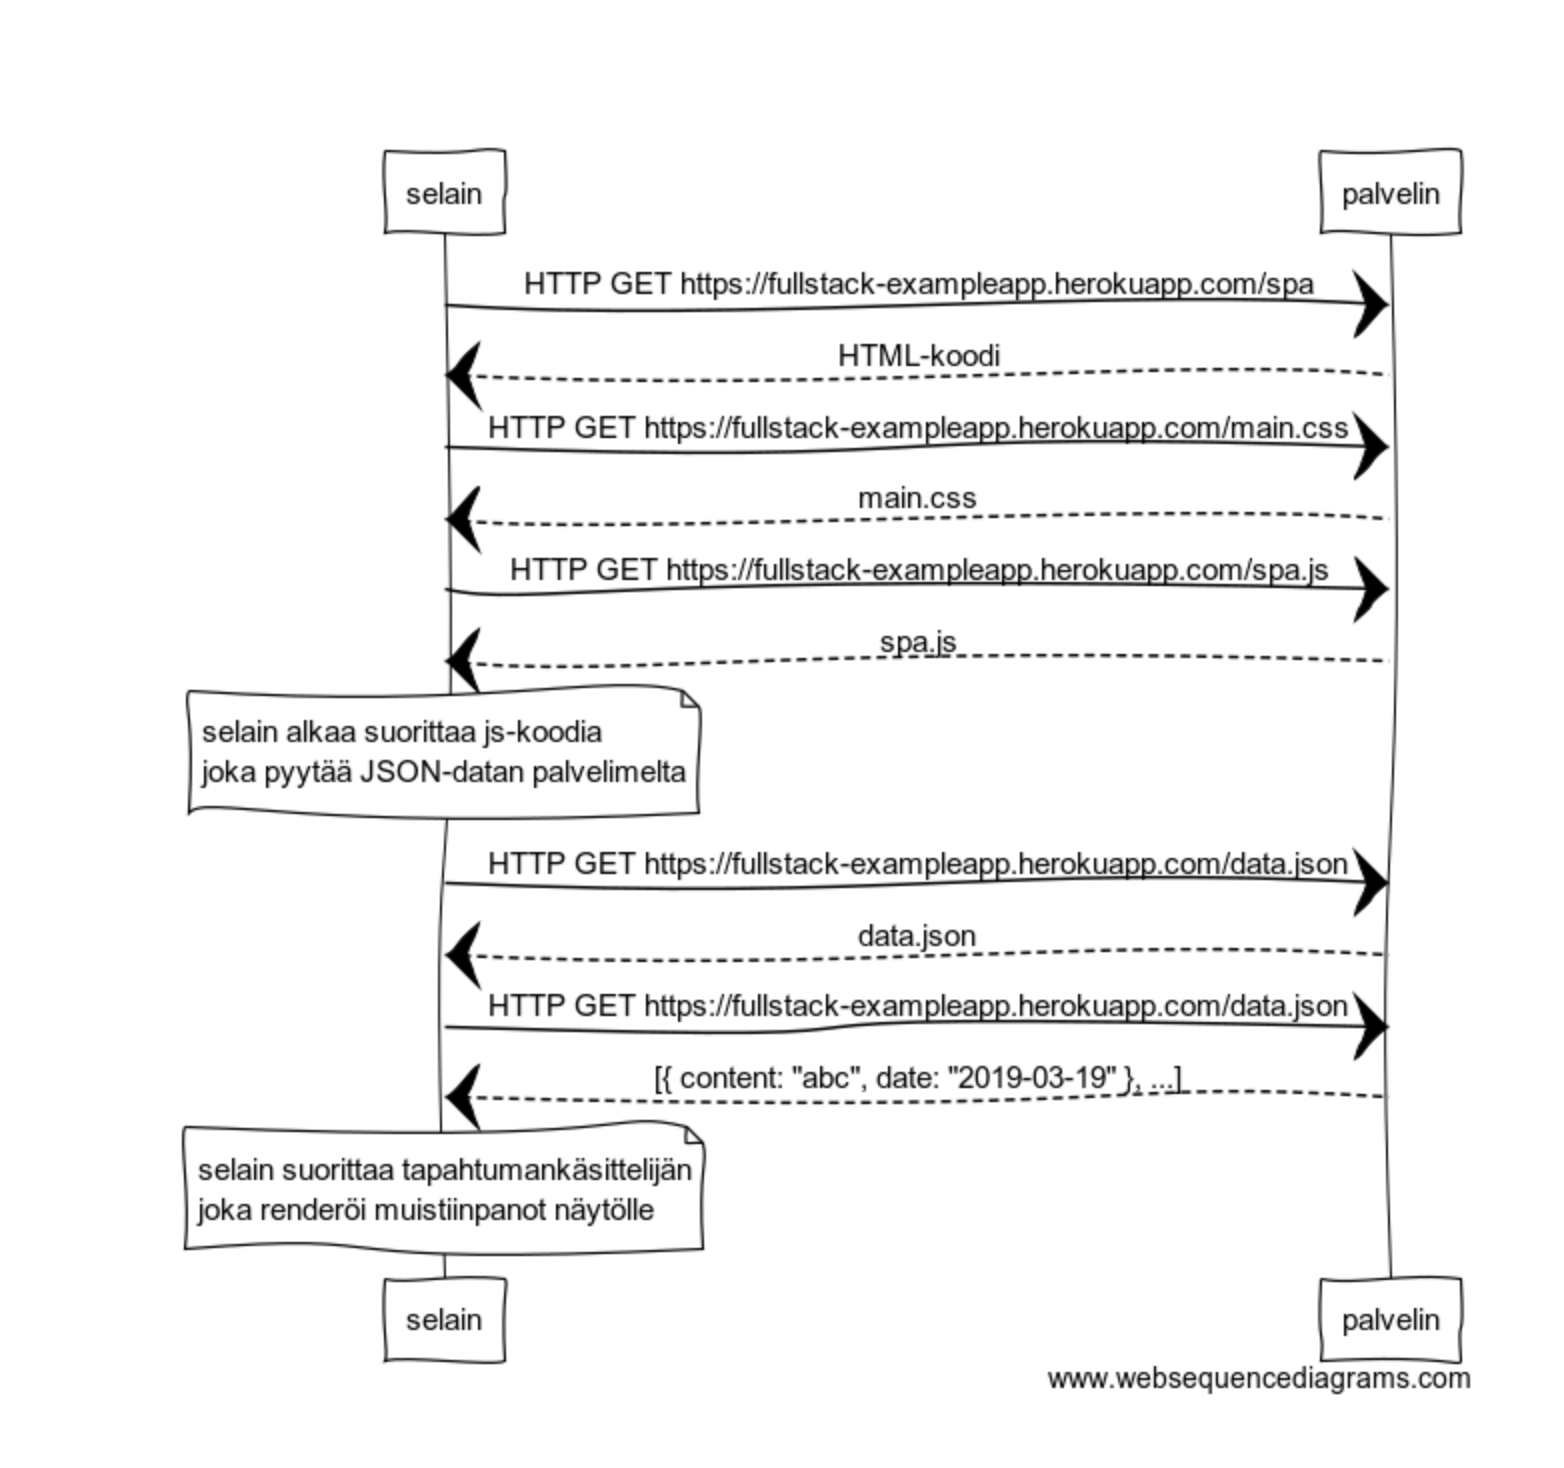 selain
palvelin
HTTP GET https://fullstack-exampleapp.herokuapp.com/spa
HTML-koodi
HTTP GET https://fullstack-exampleapp.herokuapp.com/main.css
main.css
HTTP GET https://fullstack-exampleapp.herokuapp.com/spa.js
spa.js
selain alkaa suorittaa js-koodia
joka pyytää JSON-datan palvelimelta
HTTP GET https://fullstack-exampleapp.herokuapp.com/data.json
data.json
HTTP GET https://fullstack-exampleapp.herokuapp.com/data.json
[{ content: "abc", date: "2019-03-19" }, ...]
selain suorittaa tapahtumankäsittelijän
joka renderöi muistiinpanot näytölle
selain
palvelin
www.websequencediagrams.com